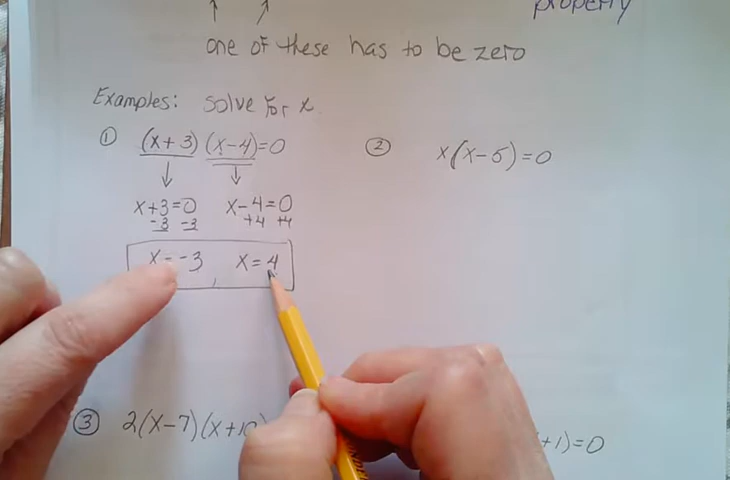 property
one of these has to be zero
Examples: solve for x
① (x+3)(x-4)=0
x+3=0 x-4=0
-3 -3 +4 +4
x=-3, x=4
② x(x-5)=0
③ 2(x-7)(x+10)
+1)=0